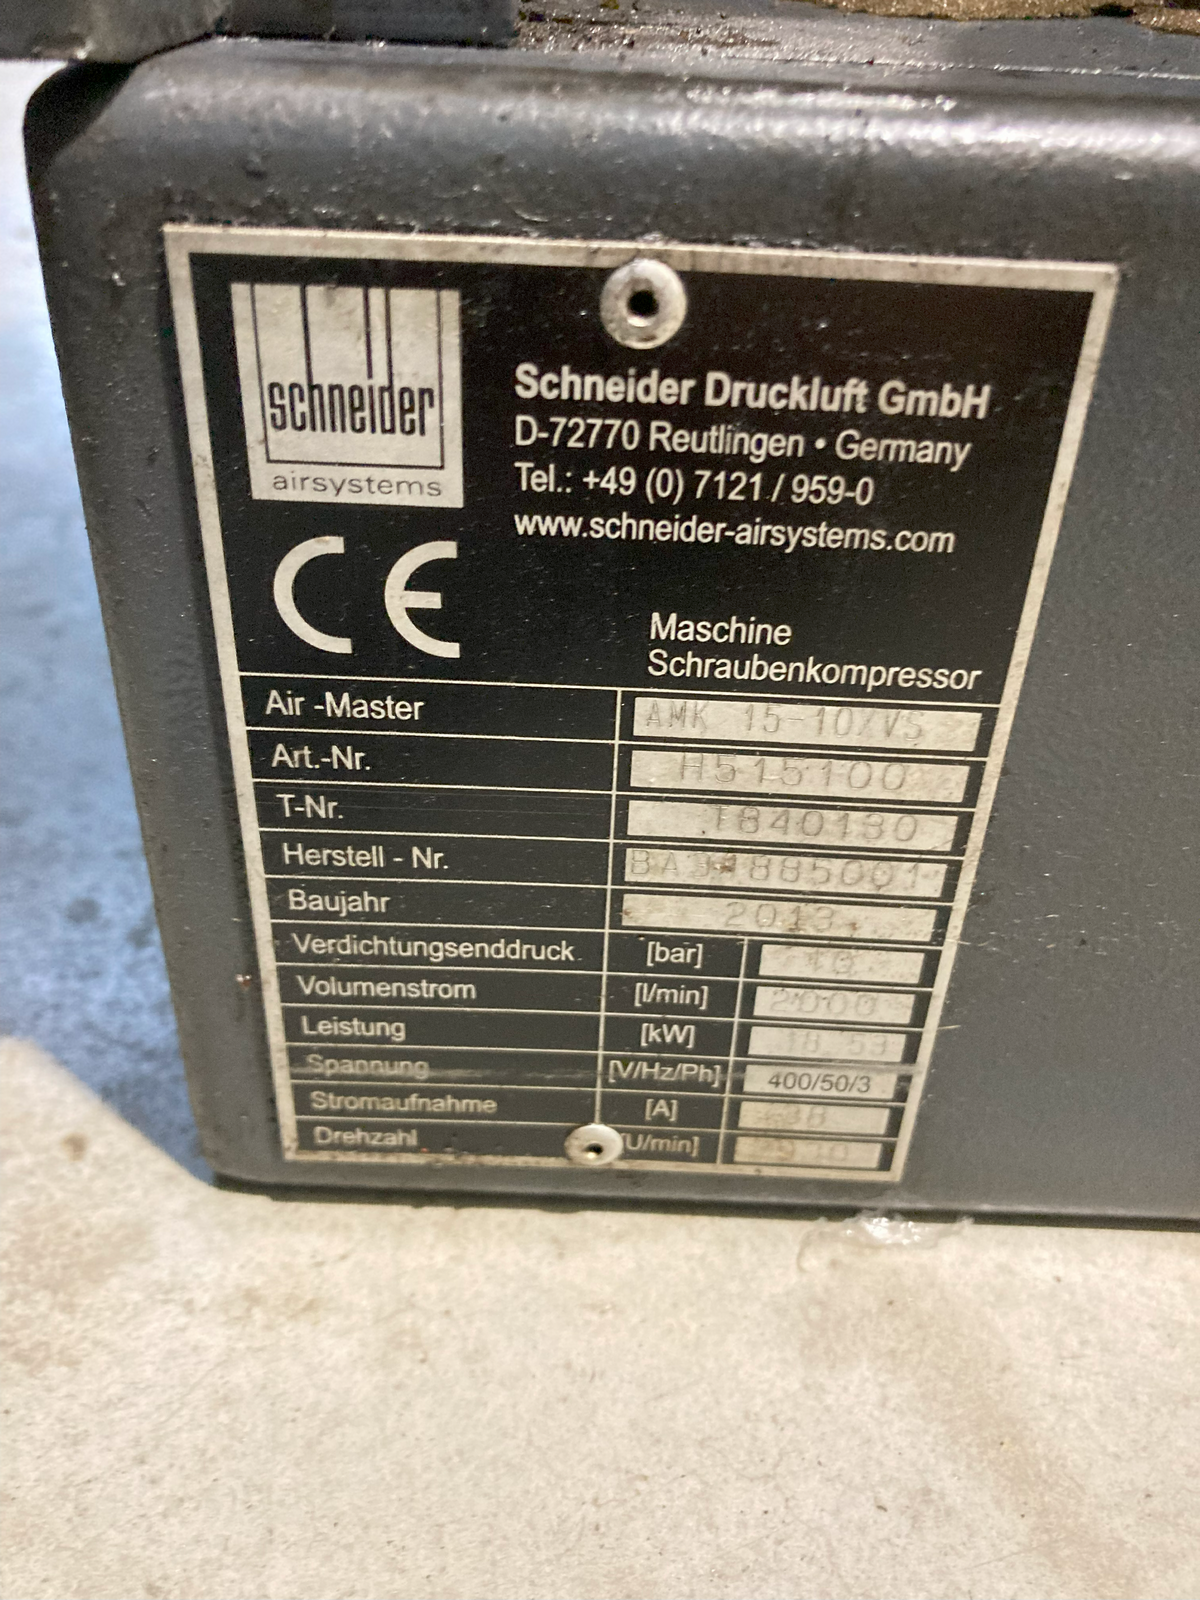 schneider
airsystems
Schneider Druckluft GmbH
D-72770 Reutlingen • Germany
Tel.: +49 (0) 7121 / 959-0
www.schneider-airsystems.com
CE
Maschine
Schraubenkompressor
Air -Master AMK 15-10/VS
Art.-Nr. H515100
T-Nr. T840130
Herstell - Nr.
Baujahr 2013
Verdichtungsenddruck [bar] 10
Volumenstrom [l/min] 2000
Leistung [kW]
Spannung [V/Hz/Ph] 400/50/3
Stromaufnahme [A]
Drehzahl [U/min]